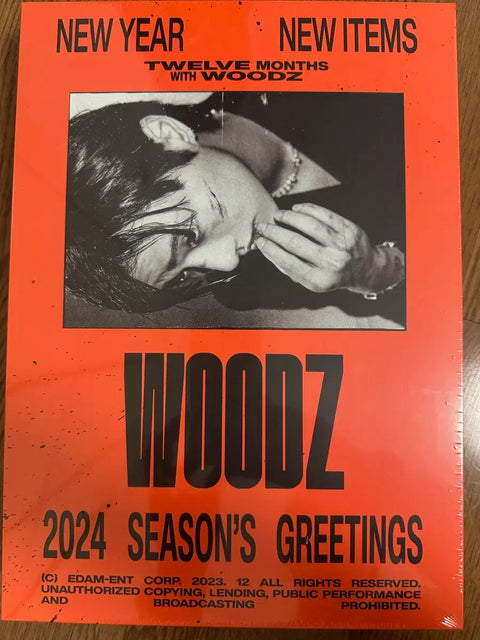 NEW YEAR NEW ITEMS
TWELVE MONTHS
WITH WOODZ
WOODZ
2024 SEASON'S GREETINGS
(C) EDAM-ENT CORP. 2023. 12 ALL RIGHTS RESERVED.
UNAUTHORIZED COPYING, LENDING, PUBLIC PERFORMANCE
AND BROADCASTING PROHIBITED.